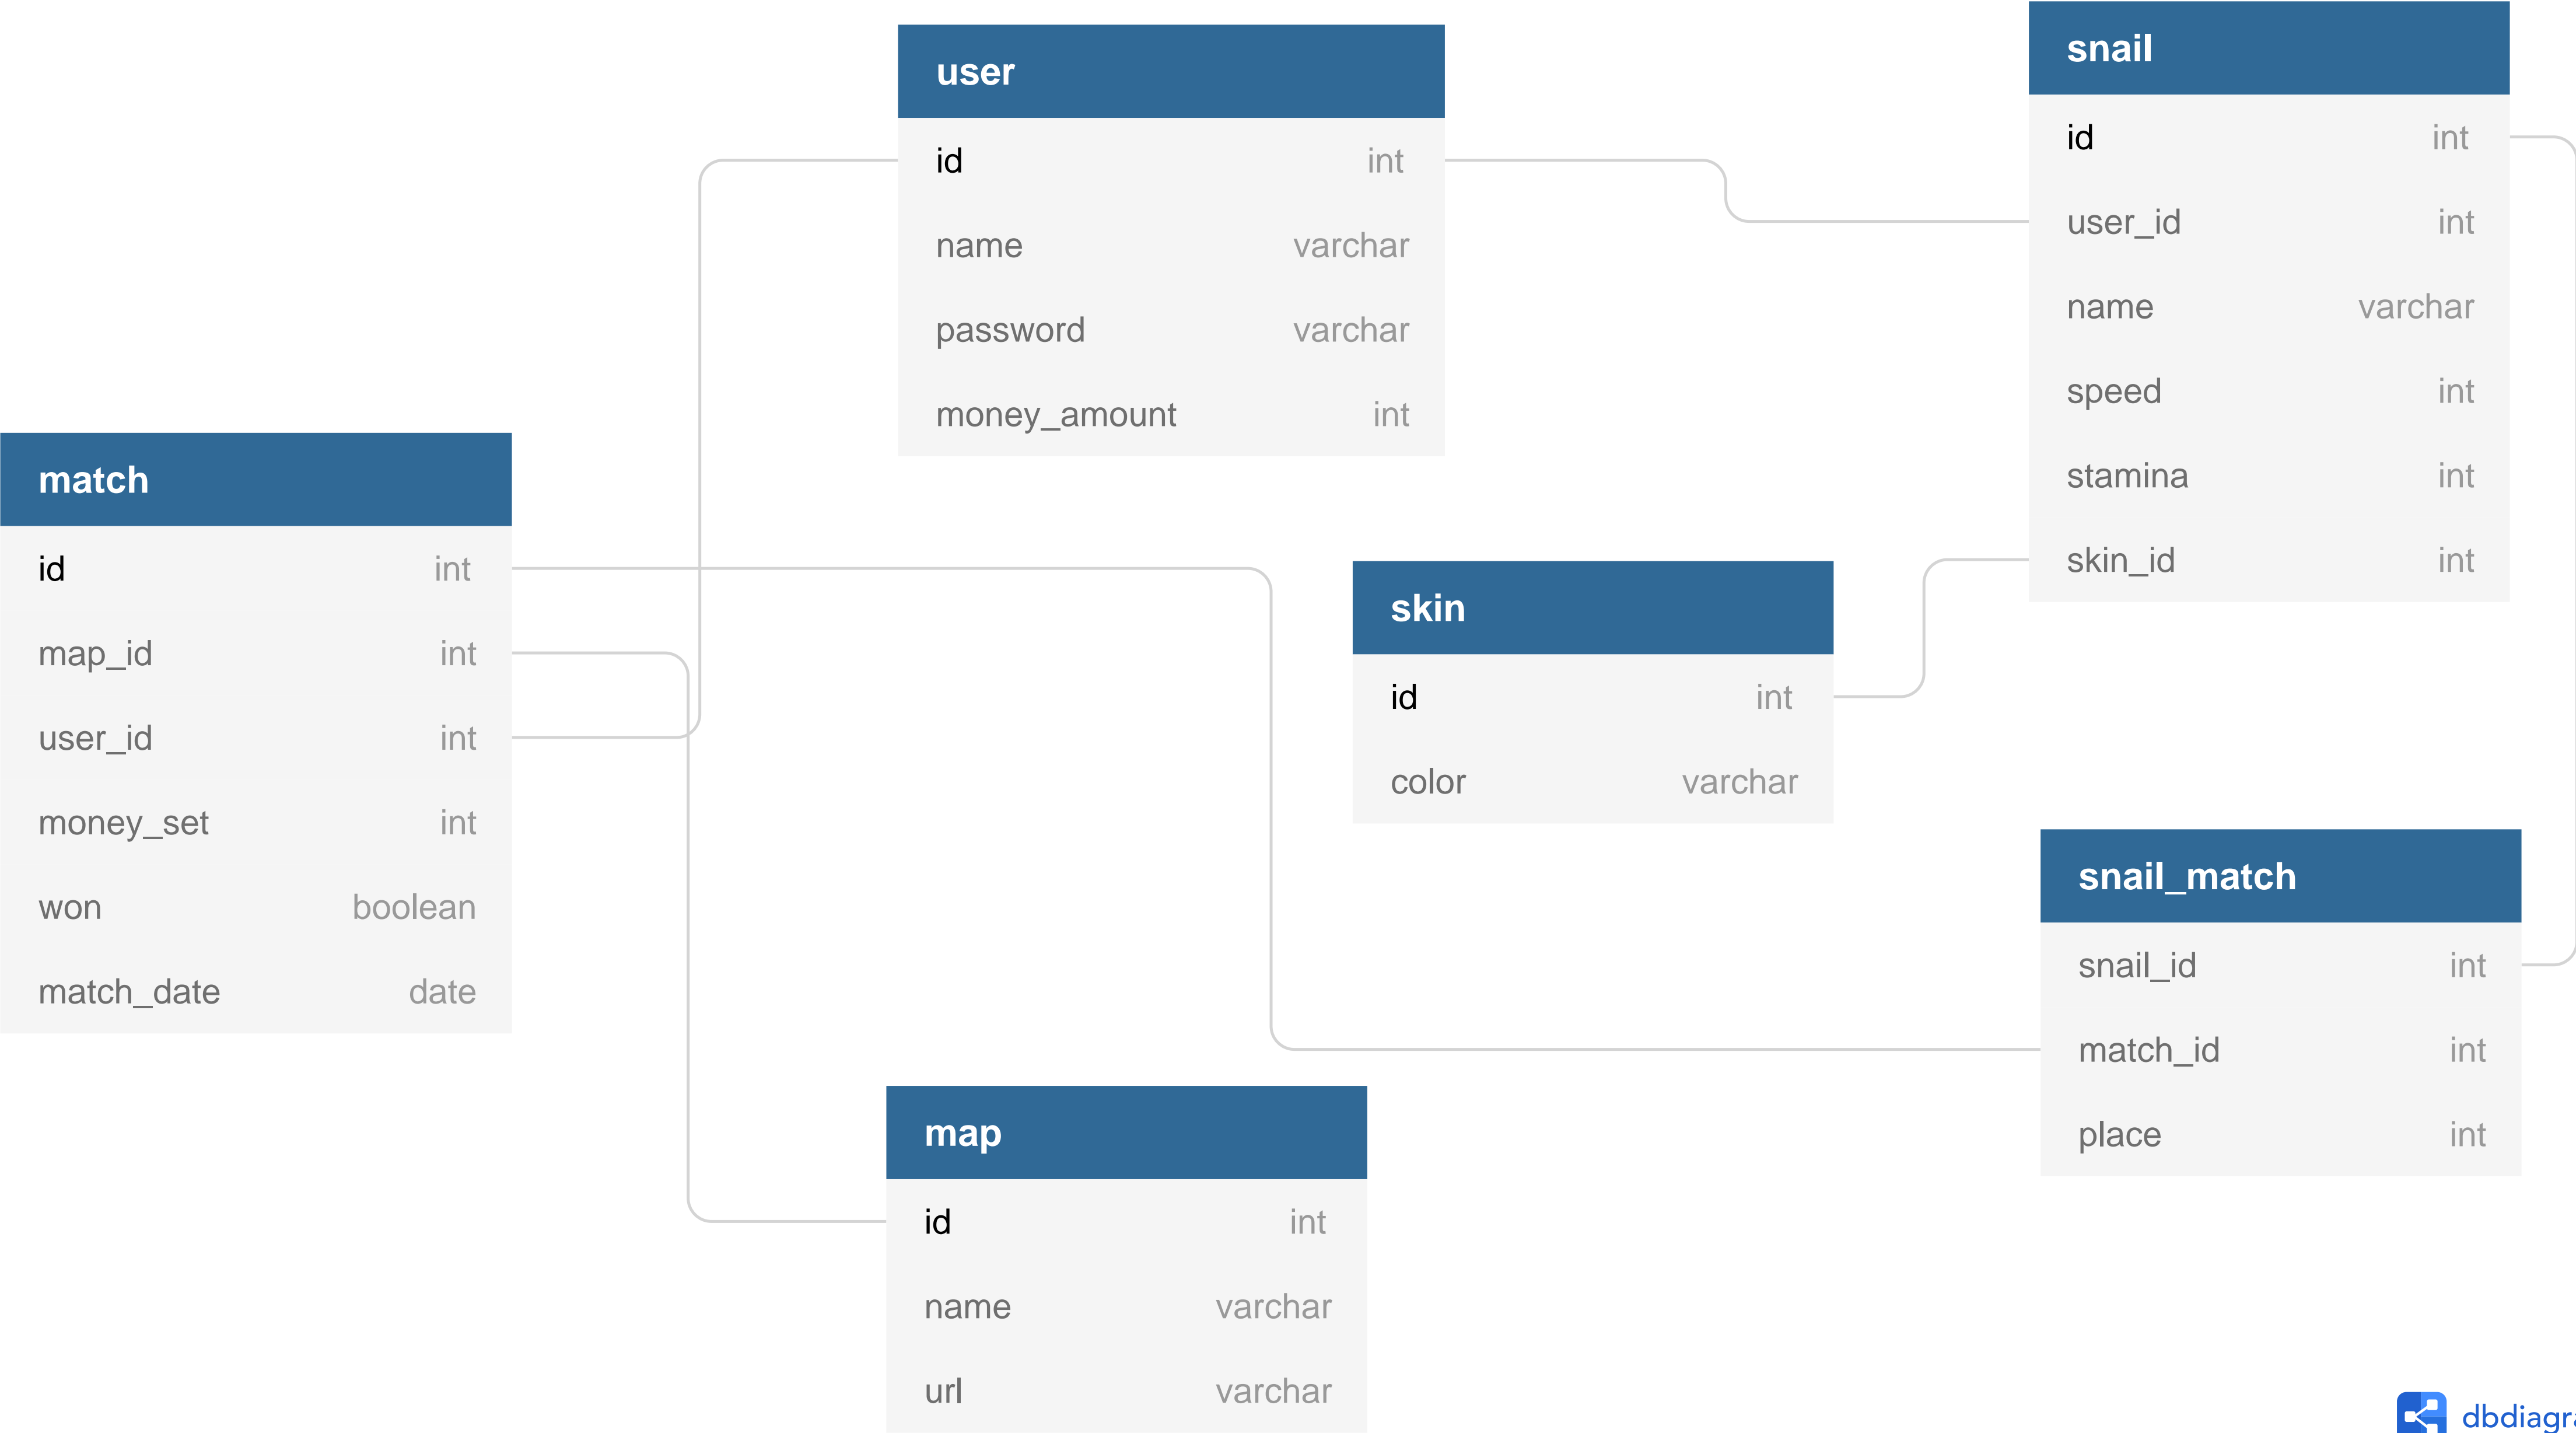 user
id int
name varchar
password varchar
money_amount int
snail
id int
user_id int
name varchar
speed int
stamina int
skin_id int
match
id int
map_id int
user_id int
money_set int
won boolean
match_date date
skin
id int
color varchar
snail_match
snail_id int
match_id int
place int
map
id int
name varchar
url varchar